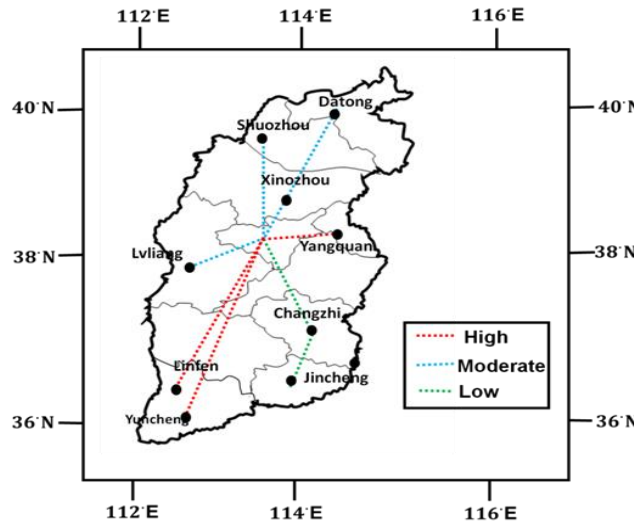 112°E 114°E 116°E
40°N 40°N
Datong
Shuozhou
Xinozhou
Yangquan
38°N 38°N
Lvliang
Changzhi
High
Moderate
Low
Linfen
Jincheng
Yuncheng
36°N 36°N
112°E 114°E 116°E